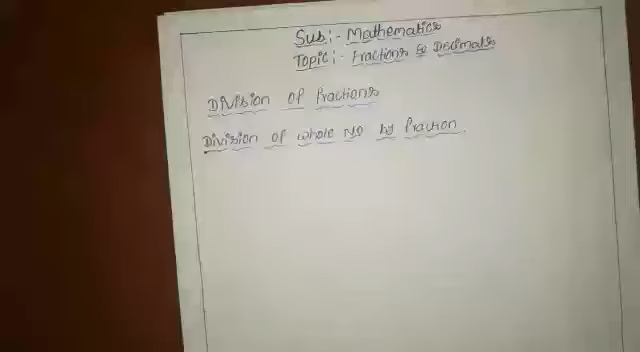 Sub:- Mathematics
Topic:- Fractions & Decimals
Division of fractions
Division of whole No by fraction.